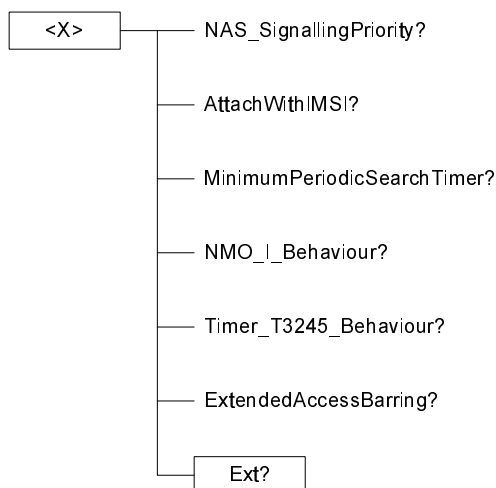 <X>
NAS_SignallingPriority?
AttachWithIMSI?
MinimumPeriodicSearchTimer?
NMO_I_Behaviour?
Timer_T3245_Behaviour?
ExtendedAccessBarring?
Ext?